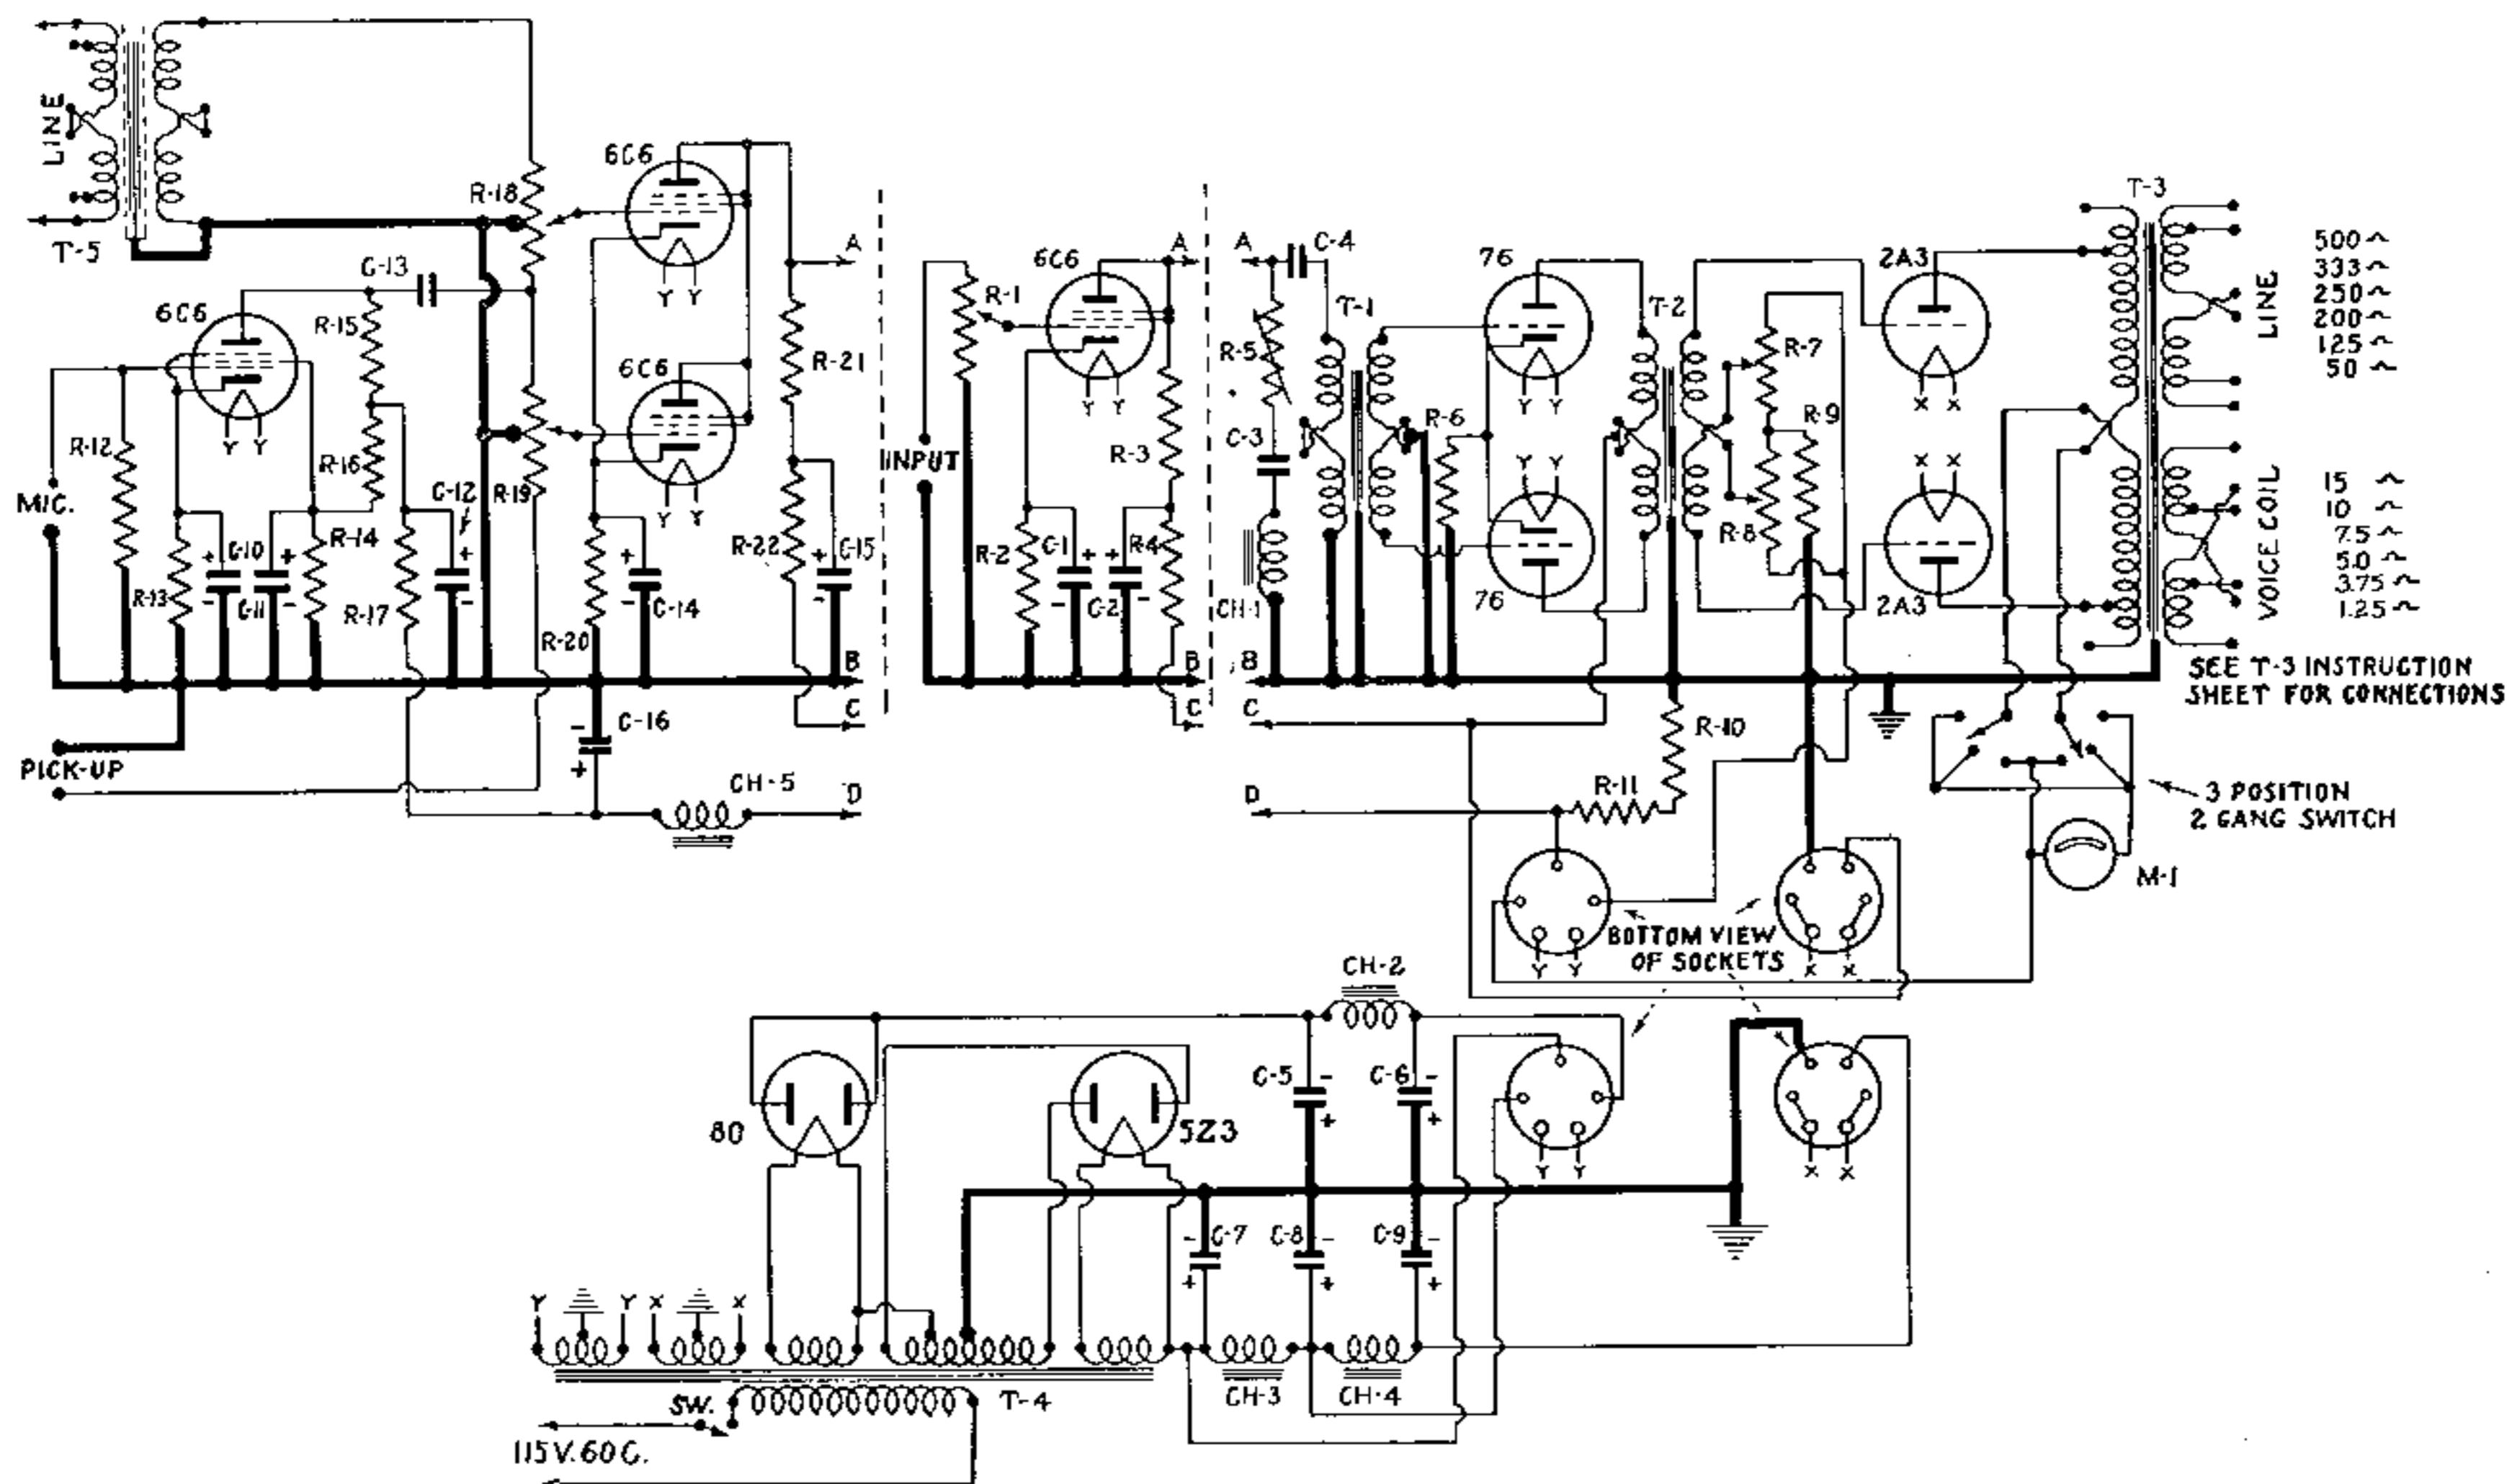 LINE
T-5
6C6
R-18
C-13
6C6
R-15
R-12
R-16
MIC.
C-12
R-19
R-13
C-10
C-11
R-14
R-17
PICK-UP
6C6
Y Y
R-21
R-22
C-15
R-20
C-14
C-16
CH-5
A
B
C
D
INPUT
R-1
6C6
Y Y
R-3
R-2
C-1
C-2
R-4
A
B
C
A
C-4
R-5
C-3
CH-1
B
C
D
T-1
R-6
76
Y Y
Y Y
76
T-2
R-7
R-9
R-8
2A3
X X
X X
2A3
T-3
LINE
500 ~
333 ~
250 ~
200 ~
125 ~
50 ~
VOICE COIL
15 ~
10 ~
7.5 ~
5.0 ~
3.75 ~
1.25 ~
SEE T-3 INSTRUCTION
SHEET FOR CONNECTIONS
R-10
R-11
3 POSITION
2 GANG SWITCH
M-1
BOTTOM VIEW
OF SOCKETS
Y Y
X X
CH-2
80
5Z3
C-5
C-6
C-7
C-8
C-9
Y Y
X X
Y Y X X
CH-3
CH-4
T-4
SW.
115V.60C.